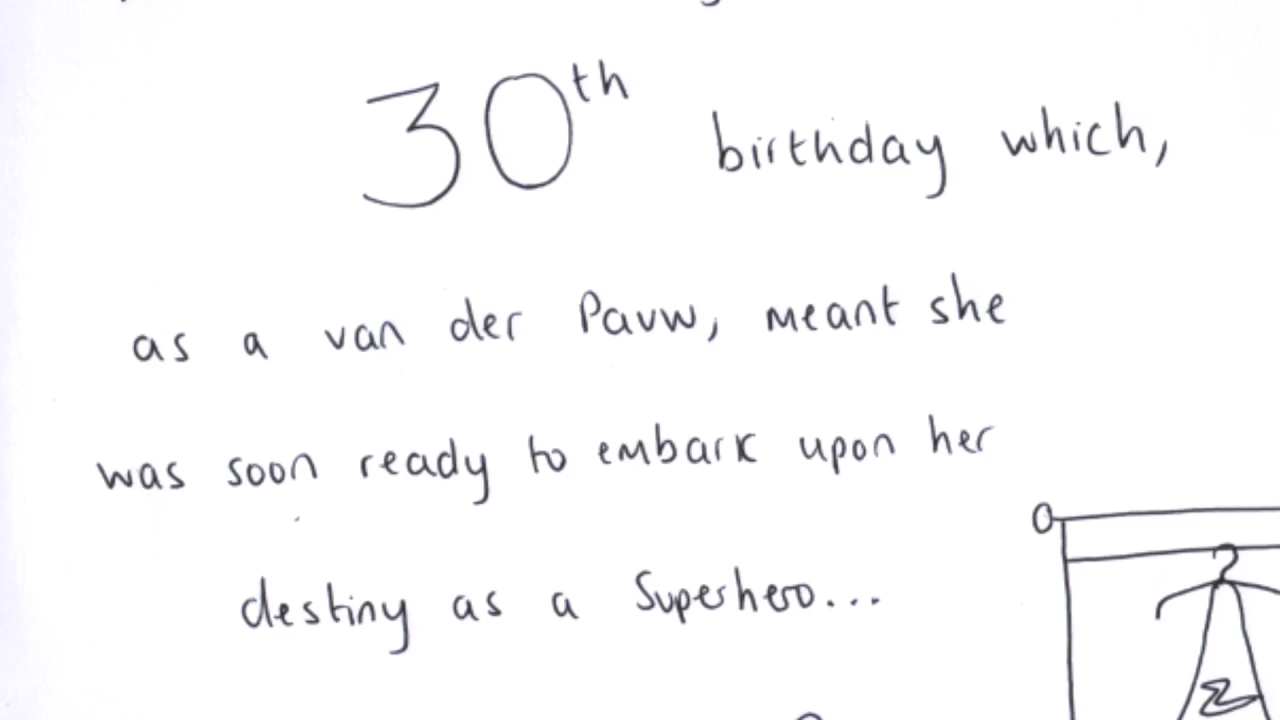 30th birthday which,
as a van der Pauw, meant she
was soon ready to embark upon her
destiny as a Superhero...